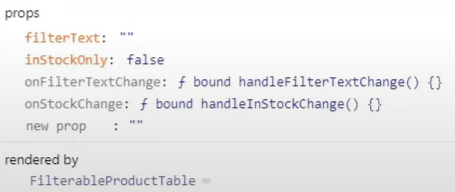 props
filterText: ""
inStockOnly: false
onFilterTextChange: ƒ bound handleFilterTextChange() {}
onStockChange: ƒ bound handleInStockChange() {}
new prop : ""
rendered by
FilterableProductTable